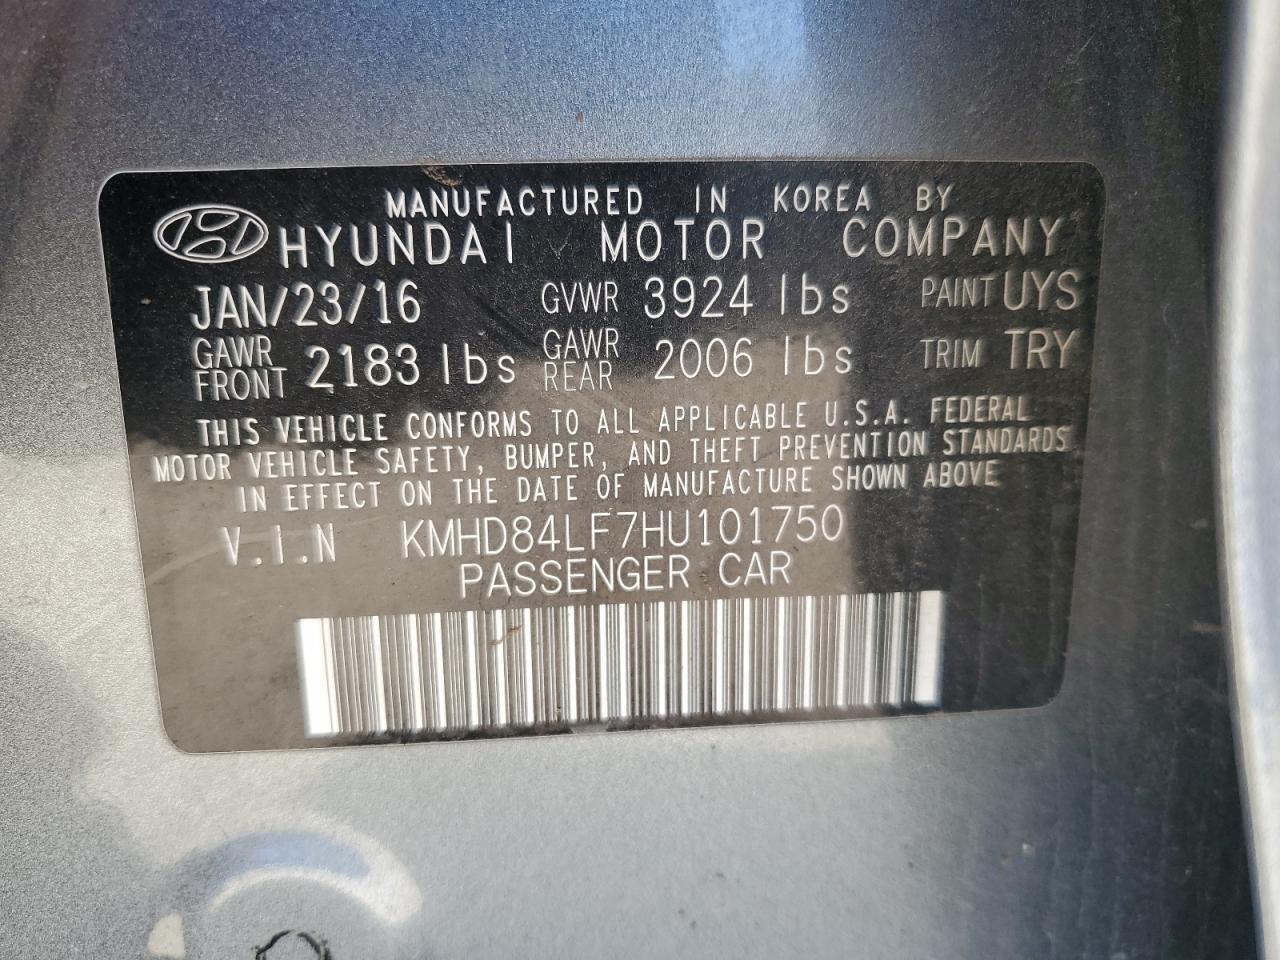 MANUFACTURED IN KOREA BY
HYUNDAI MOTOR COMPANY
JAN/23/16 GVWR 3924 lbs PAINT UYS
GAWR FRONT 2183 lbs GAWR REAR 2006 lbs TRIM TRY
THIS VEHICLE CONFORMS TO ALL APPLICABLE U.S.A. FEDERAL
MOTOR VEHICLE SAFETY, BUMPER, AND THEFT PREVENTION STANDARDS
IN EFFECT ON THE DATE OF MANUFACTURE SHOWN ABOVE
V.I.N KMHD84LF7HU101750
PASSENGER CAR